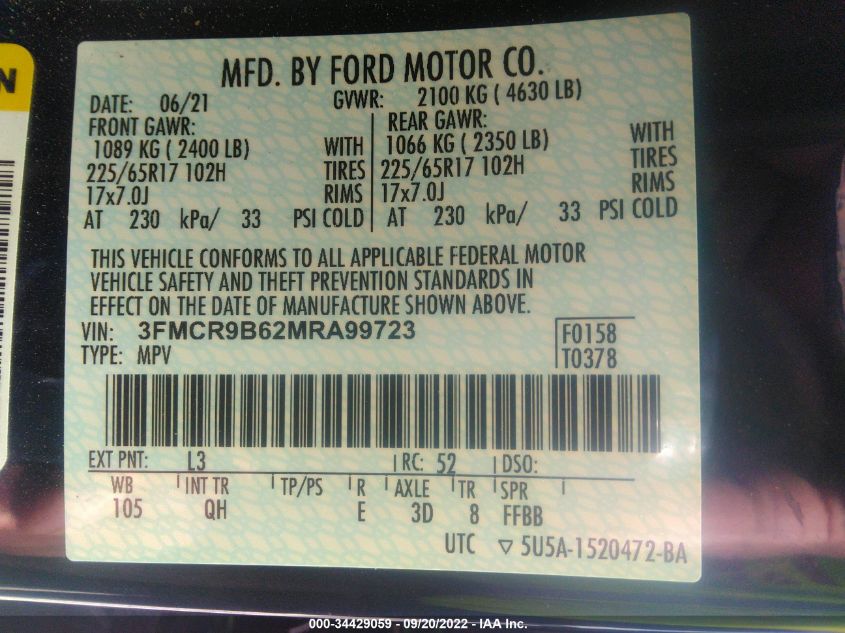 N
MFD. BY FORD MOTOR CO.
DATE: 06/21 GVWR: 2100 KG ( 4630 LB)
FRONT GAWR: REAR GAWR:
1089 KG ( 2400 LB) WITH 1066 KG ( 2350 LB) WITH
225/65R17 102H TIRES 225/65R17 102H TIRES
17x7.0J RIMS 17x7.0J RIMS
AT 230 kPa/ 33 PSI COLD AT 230 kPa/ 33 PSI COLD
THIS VEHICLE CONFORMS TO ALL APPLICABLE FEDERAL MOTOR
VEHICLE SAFETY AND THEFT PREVENTION STANDARDS IN
EFFECT ON THE DATE OF MANUFACTURE SHOWN ABOVE.
VIN: 3FMCR9B62MRA99723 F0158
TYPE: MPV T0378
EXT PNT: L3 RC: 52 DSO:
WB INT TR TP/PS R AXLE TR SPR
105 QH E 3D 8 FFBB
UTC ▽ 5U5A-1520472-BA
000-34429059 - 09/20/2022 - IAA Inc.